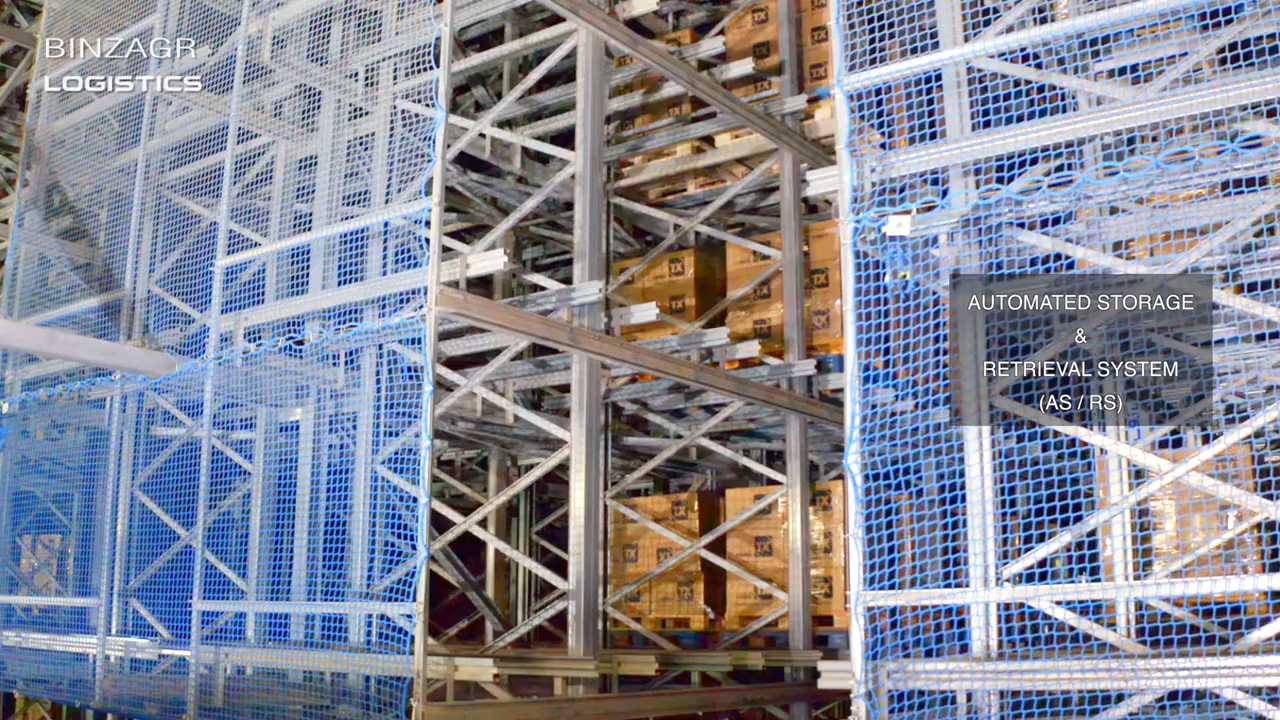 BINZAGR
LOGISTICS
AUTOMATED STORAGE
&
RETRIEVAL SYSTEM
(AS / RS)